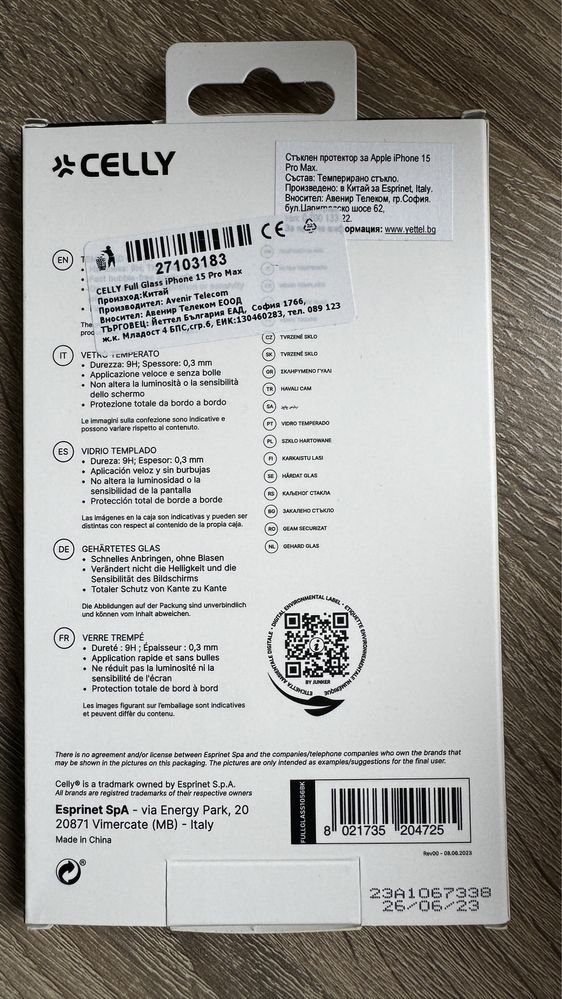 CELLY
Стъклен протектор за Apple iPhone 15
Pro Max.
Състав: Темперирано стъкло.
Произведено: в Китай за Esprinet, Italy.
Вносител: Авенир Телеком, гр.София.
бул.Цариградско шосе 62,
22.
www.yettel.bg
CE
27103183
CELLY Full Glass iPhone 15 Pro Max
Произход:Китай
Производител: Avenir Telecom
Вносител: Авенир Телеком ЕООД
ТЪРГОВЕЦ: Йеттел България ЕАД, София 1766,
ж.к. Младост 4 БПС,сгр.6, ЕИК:130460283, тел. 089 123
EN
IT
VETRO TEMPERATO
• Durezza: 9H; Spessore: 0,3 mm
• Applicazione veloce e senza bolle
• Non altera la luminosità o la sensibilità
dello schermo
• Protezione totale da bordo a bordo
Le immagini sulla confezione sono indicative e
possono variare rispetto al contenuto.
ES
VIDRIO TEMPLADO
• Dureza: 9H; Espesor: 0,3 mm
• Aplicación veloz y sin burbujas
• No altera la luminosidad o la
sensibilidad de la pantalla
• Protección total de borde a borde
Las imágenes en la caja son indicativas y pueden ser
distintas con respecto al contenido de la propia caja.
DE
GEHÄRTETES GLAS
• Schnelles Anbringen, ohne Blasen
• Verändert nicht die Helligkeit und die
Sensibilität des Bildschirms
• Totaler Schutz von Kante zu Kante
Die Abbildungen auf der Packung sind unverbindlich
und können vom Inhalt abweichen.
FR
VERRE TREMPÉ
• Dureté : 9H ; Épaisseur : 0,3 mm
• Application rapide et sans bulles
• Ne réduit pas la luminosité ni la
sensibilité de l'écran
• Protection totale de bord à bord
Les images figurant sur l'emballage sont indicatives
et peuvent différ du contenu.
CZ TVRZENÉ SKLO
SK TVRDENÉ SKLO
GR ΣΚΛΗΡΥΜΕΝΟ ΓΥΑΛΙ
TR HAVALI CAM
SA
PT VIDRO TEMPERADO
PL SZKŁO HARTOWANE
FI KARKAISTU LASI
SE HÄRDAT GLAS
RS КАЉЕНОГ СТАКЛА
BG ЗАКАЛЕНО СТЪКЛО
RO GEAM SECURIZAT
NL GEHARD GLAS
DIGITAL ENVIRONMENTAL LABEL - ETIQUETTE ENVIRONNEMENTALE NUMÉRIQUE - ETICHETTA AMBIENTALE DIGITALE -
BY JUNKER
There is no agreement and/or license between Esprinet Spa and the companies/telephone companies who own the brands that
may be shown in the pictures on this packaging. The pictures are only intended as examples/suggestions for the final user.
Celly® is a trademark owned by Esprinet S.p.A.
All brands are registered trademarks of their respective owners
Esprinet SpA - via Energy Park, 20
20871 Vimercate (MB) - Italy
Made in China
FULLGLASS1056BK
8 021735 204725
Rev00 - 08.06.2023
23A1067338
26/06/23